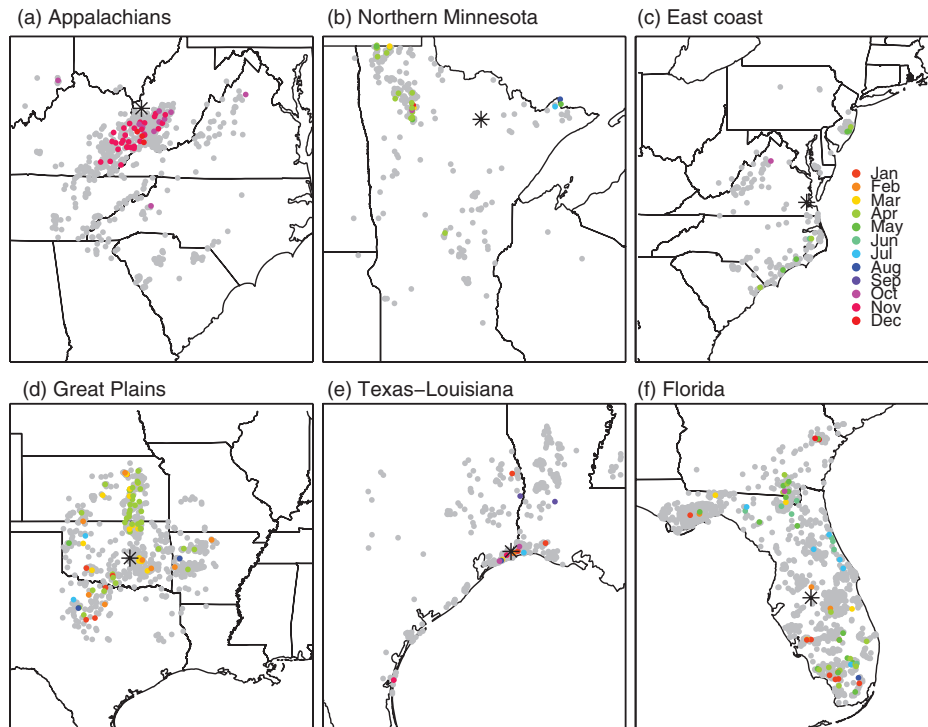 (a) Appalachians
(b) Northern Minnesota
(c) East coast
Jan
Feb
Mar
Apr
May
Jun
Jul
Aug
Sep
Oct
Nov
Dec
(d) Great Plains
(e) Texas−Louisiana
(f) Florida